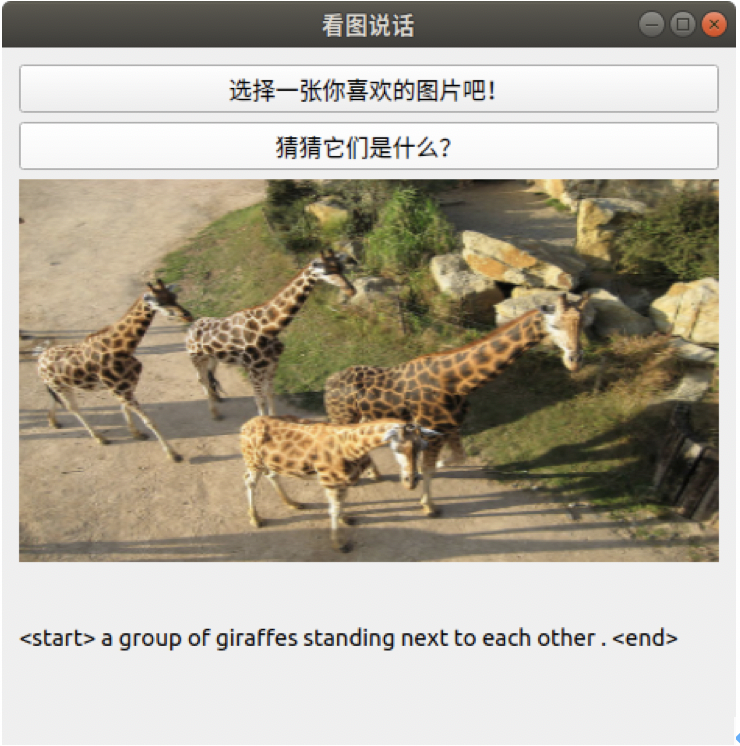 看图说话
选择一张你喜欢的图片吧!
猜猜它们是什么?
<start> a group of giraffes standing next to each other . <end>